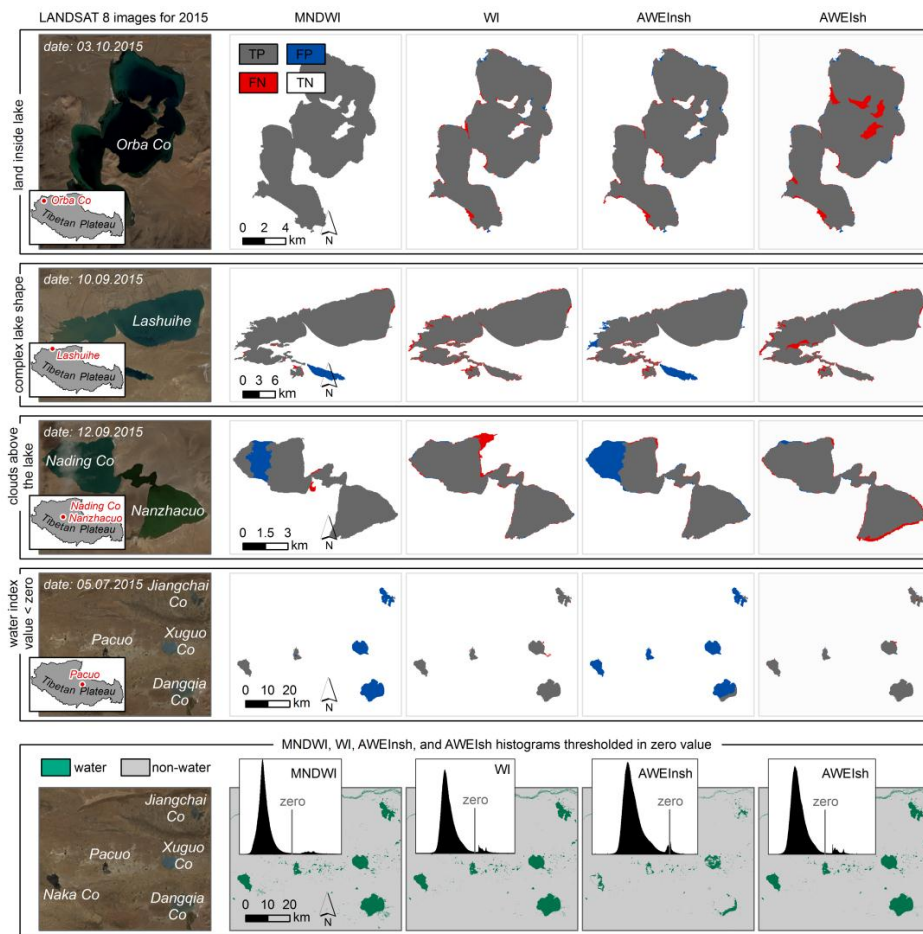 LANDSAT 8 images for 2015
MNDWI
WI
AWEInsh
AWEIsh
land inside lake
date: 03.10.2015
Orba Co
Orba Co
Tibetan Plateau
TP
FP
FN
TN
0 2 4
km
N
complex lake shape
date: 10.09.2015
Lashuihe
Lashuihe
Tibetan Plateau
0 3 6
km
N
clouds above
the lake
date: 12.09.2015
Nading Co
Nanzhacuo
Nading Co
Nanzhacuo
Tibetan Plateau
0 1.5 3
km
N
water index
value < zero
date: 05.07.2015
Jiangchai
Co
Pacuo
Xuguo
Co
Dangqia
Co
Pacuo
Tibetan Plateau
0 10 20
km
N
MNDWI, WI, AWEInsh, and AWEIsh histograms thresholded in zero value
water
non-water
Jiangchai
Co
Pacuo
Xuguo
Co
Naka Co
Dangqia
Co
MNDWI
zero
WI
zero
AWEInsh
zero
AWEIsh
zero
0 10 20
km
N